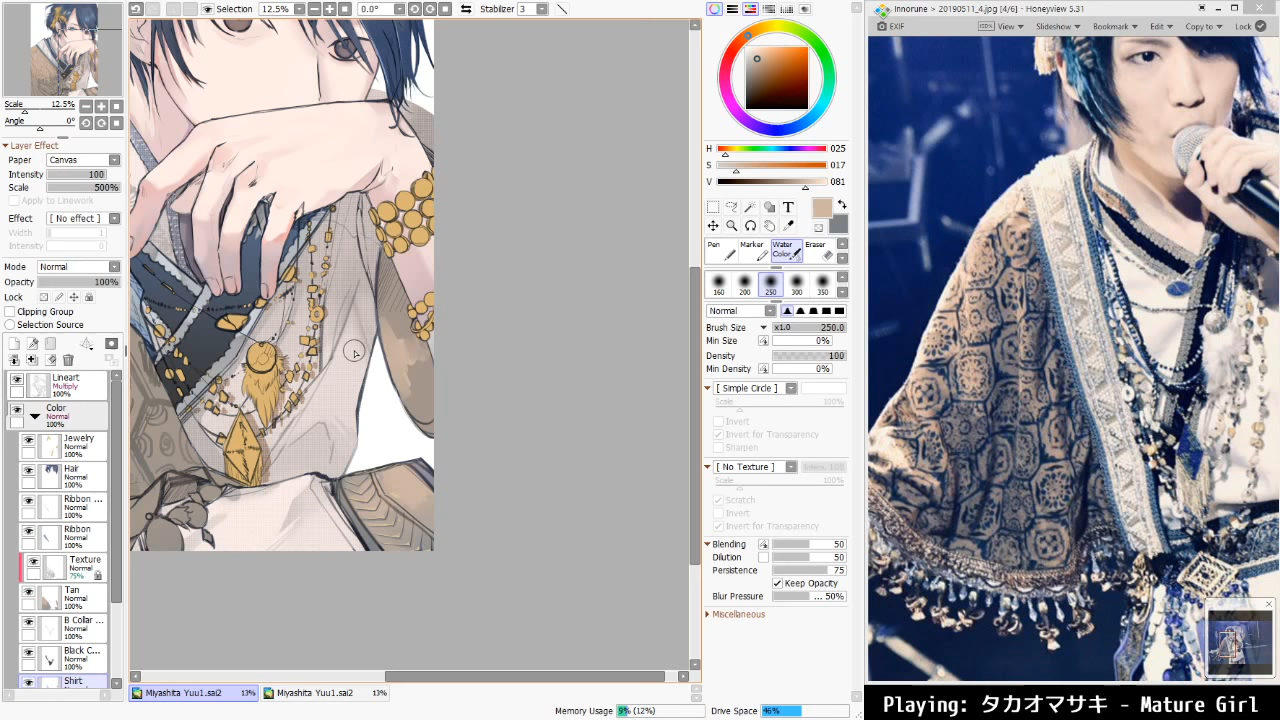 Selection
12.5%
0.0°
Stabilizer 3
Inorune > 20190511_4.jpg [4/6] - Honeyview 5.31
EXIF
View
Slideshow
Bookmark
Edit
Copy to
Lock
Scale 12.5%
Angle 0°
Layer Effect
Canvas
500%
Apply to Linework
Effect [ No effect ]
1
Intensity 0
Mode Normal
Opacity 100%
Lock
Clipping Group
Selection Source
Lineart
Multiply
100%
Color
Normal
100%
Jewelry
Normal
100%
Hair
Normal
100%
Ribbon ...
Normal
100%
Ribbon
Normal
100%
Texture
Normal
75%
Tan
Normal
100%
B Collar ...
Normal
100%
Black C...
Normal
100%
Shirt
H 025
S 017
V 081
T
Pen
Marker
Water Color
Eraser
160 200 250 300 350
Normal
Brush Size x1.0 250.0
Min Size 0%
Density 100
Min Density 0%
[ Simple Circle ]
Scale 100%
Invert
Invert for Transparency
Sharpen
[ No Texture ]
Scale 100%
Scratch
Invert
Invert for Transparency
Blending 50
Dilution 50
Persistence 75
Keep Opacity
Blur Pressure ... 50%
Miscellaneous
Miyashita Yuu1.sai2 13%
Miyashita Yuu1.sai2 13%
Memory Usage 9% (12%)
Drive Space 46%
Playing: タカオマサキ - Mature Girl